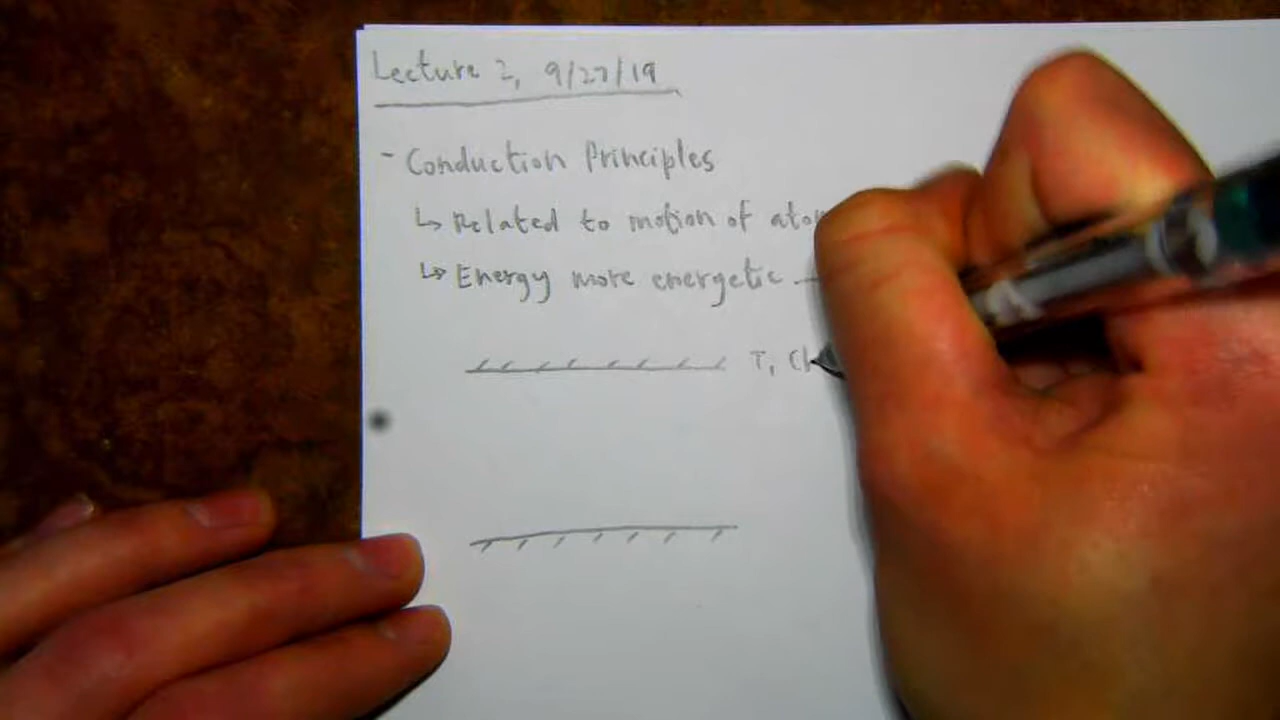 Lecture 2, 9/27/19
- Conduction Principles
↳ Related to motion of
↳ Energy more energetic
T,